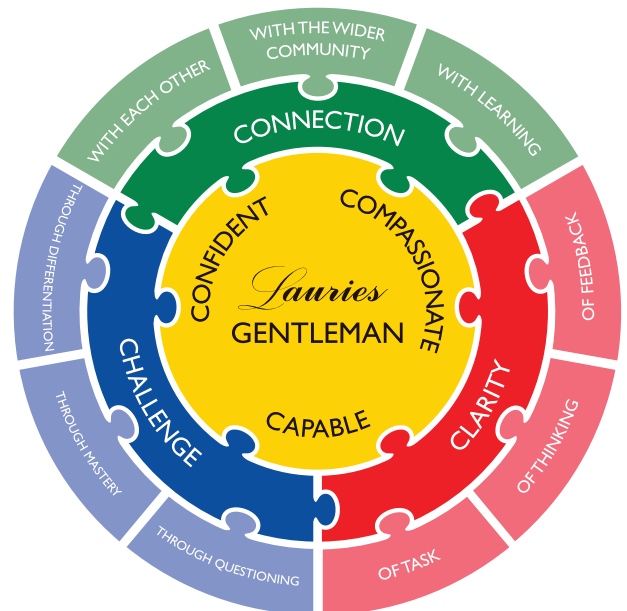 WITH EACH OTHER
WITH THE WIDER
COMMUNITY
WITH LEARNING
CONNECTION
CONFIDENT
COMPASSIONATE
Lauries
GENTLEMAN
CAPABLE
CHALLENGE
CLARITY
THROUGH DIFFERENTIATION
THROUGH MASTERY
THROUGH QUESTIONING
OF FEEDBACK
OF THINKING
OF TASK